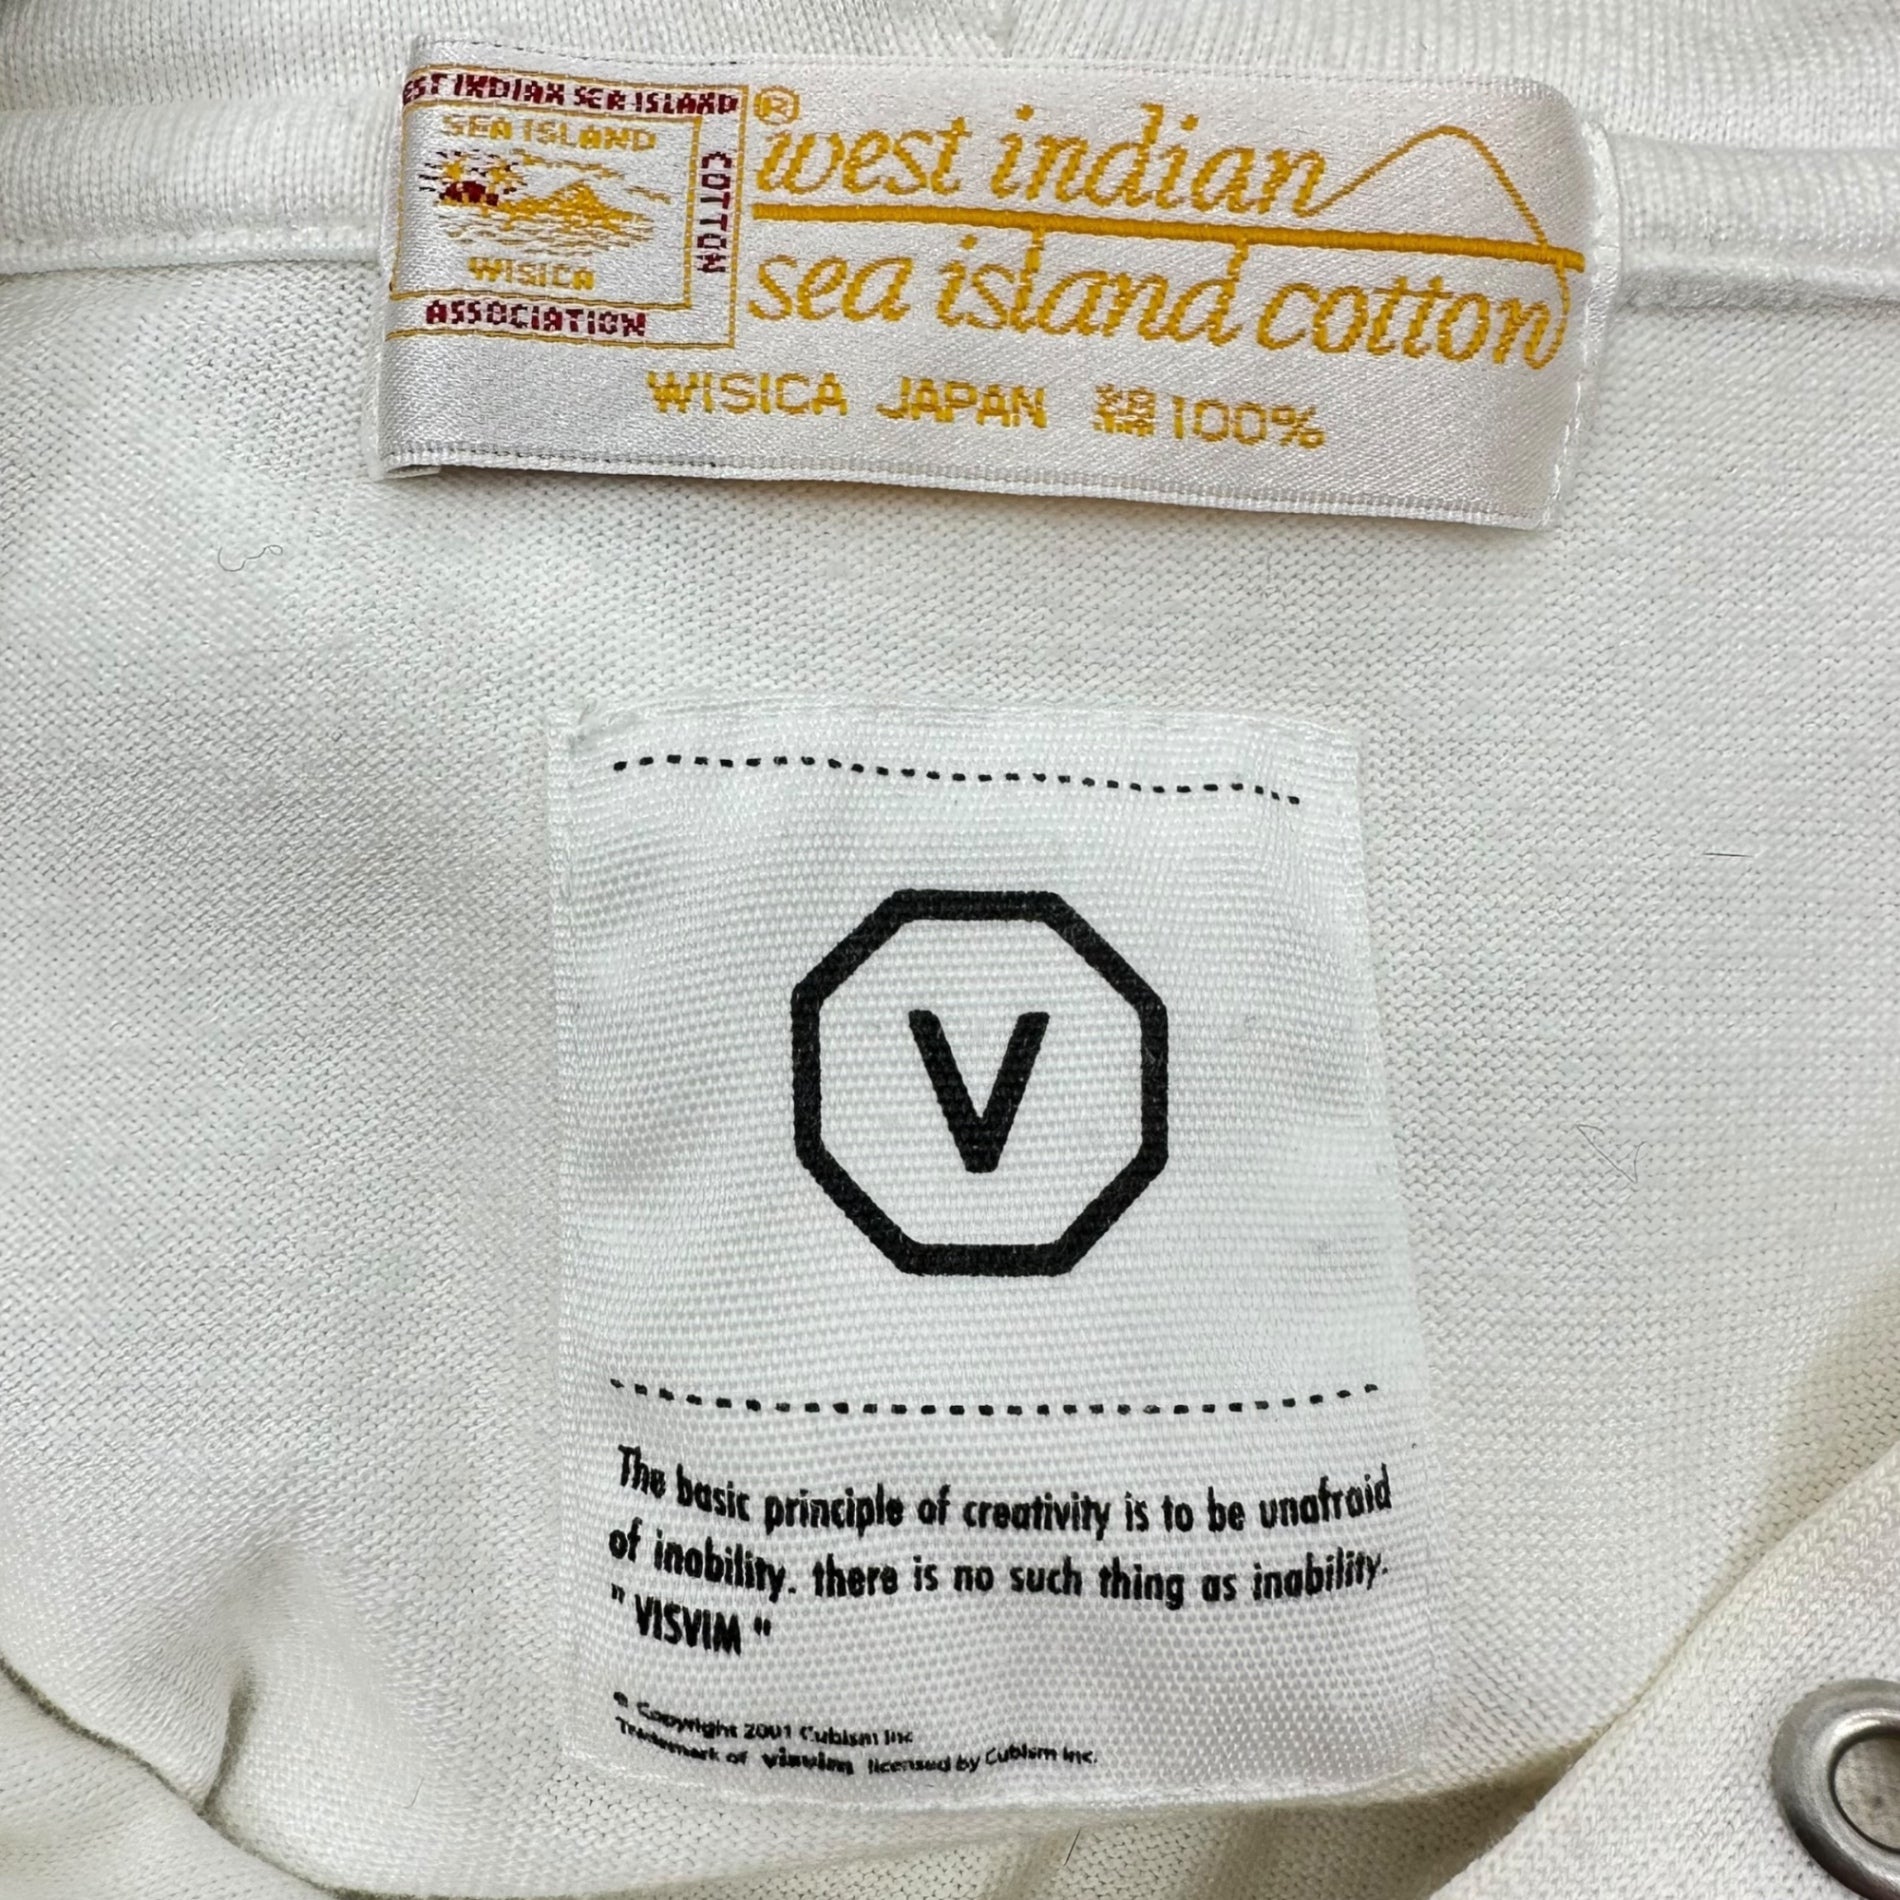 WEST INDIAN SEA ISLAND
SEA ISLAND
WISICA
COTTON
ASSOCIATION
® west indian
sea island cotton
WISICA JAPAN 綿100%
V
The basic principle of creativity is to be unafraid
of inability. there is no such thing as inability.
" VISVIM "
© Copyright 2001 Cubism Inc
Trademark of visvim licensed by Cubism Inc.